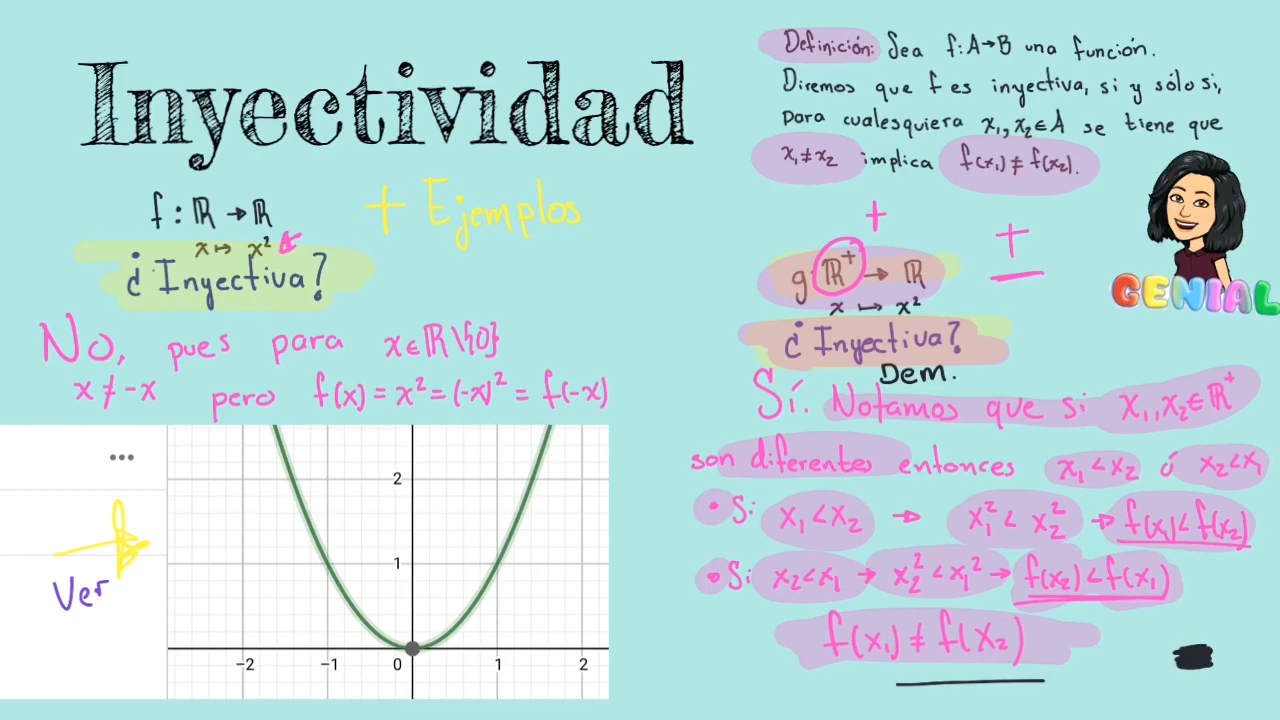 Inyectividad
+ Ejemplos
f : ℝ → ℝ
x ↦ x²
¿Inyectiva?
No, pues para x∈ℝ\{0}
x ≠ -x pero f(x) = x² = (-x)² = f(-x)
•••
Ver
2
1
-2 -1 0 1 2
Definición: Sea f: A→B una función.
Diremos que f es inyectiva, si y sólo si,
para cualesquiera x₁, x₂ ∈ A se tiene que
x₁ ≠ x₂ implica f(x₁) ≠ f(x₂).
+
+
GENIAL
g: ℝ⁺ → ℝ
x ↦ x²
¿Inyectiva?
Dem.
Sí. Notamos que si x₁, x₂ ∈ ℝ⁺
son diferentes entonces x₁ < x₂ ó x₂ < x₁
• Si x₁ < x₂ → x₁² < x₂² → f(x₁) < f(x₂)
• Si x₂ < x₁ → x₂² < x₁² → f(x₂) < f(x₁)
f(x₁) ≠ f(x₂)